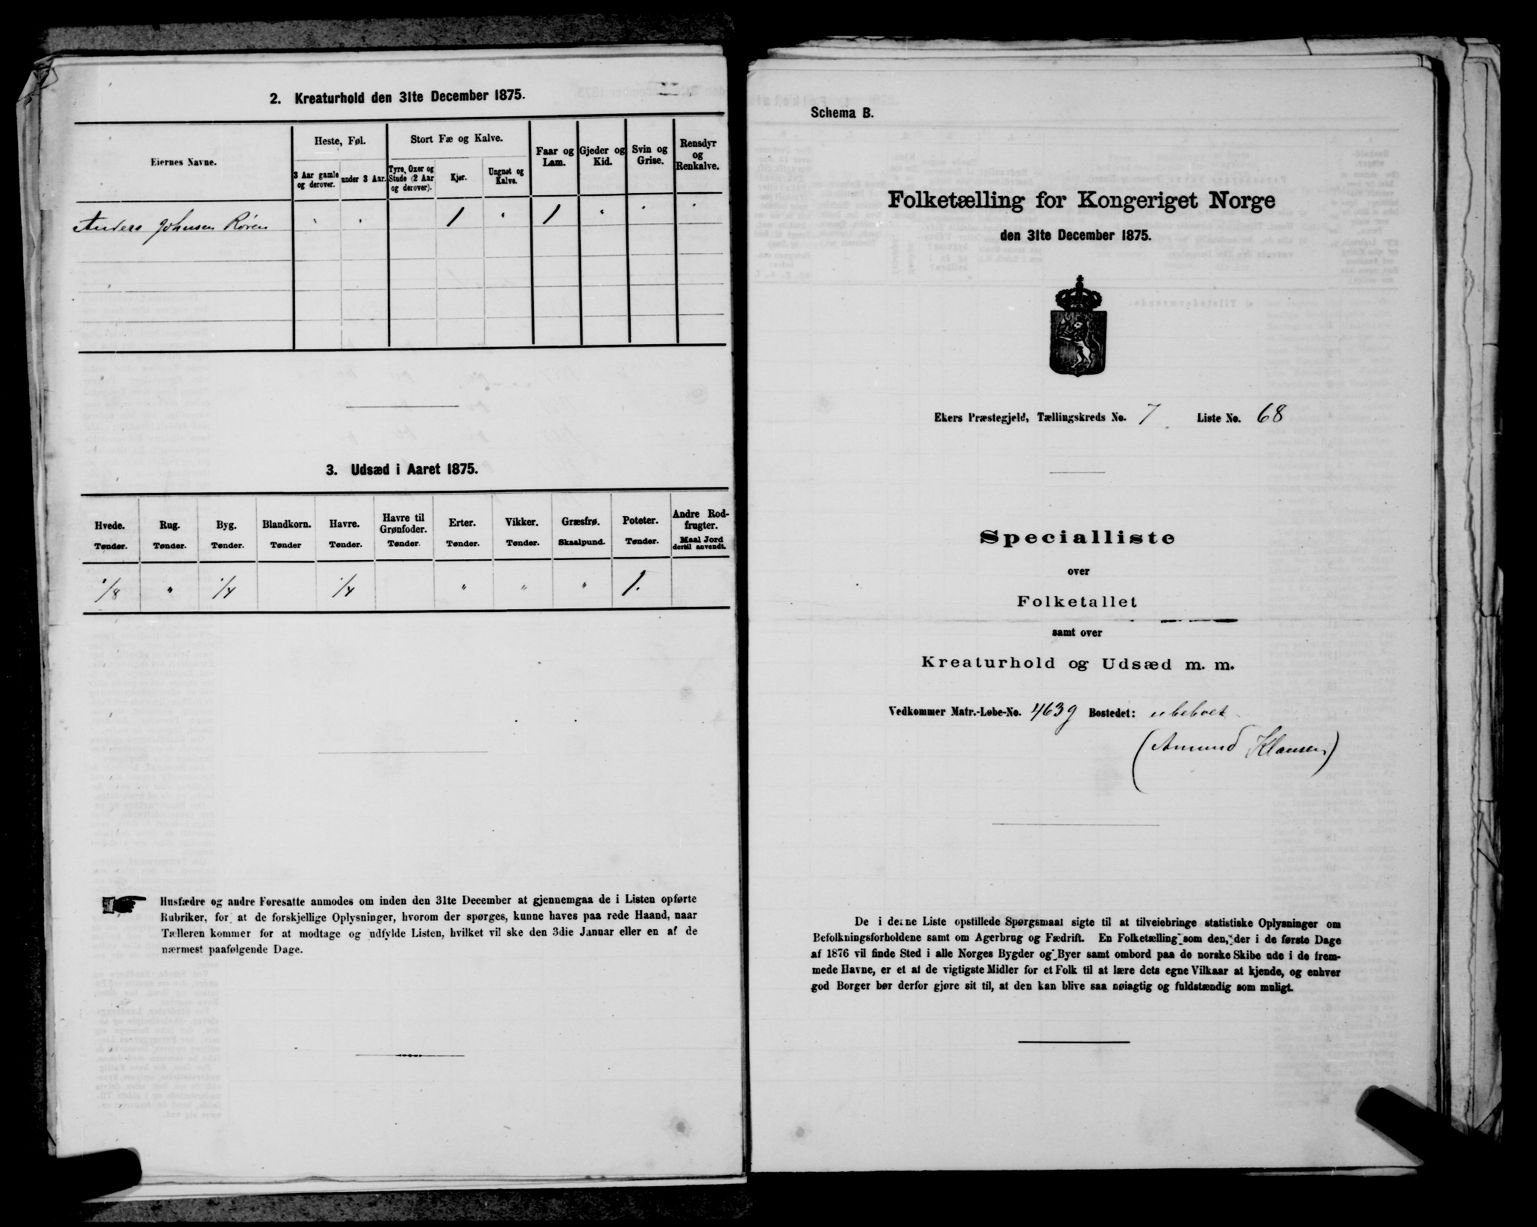 2. Kreaturhold den 31te December 1875.
Eiernes Navne.
Heste, Føl.
Stort Fæ og Kalve.
Faar og Lam.
Gjeder og Kid.
Svin og Grise.
Rensdyr og Renkalve.
3 Aar gamle og derover.
under 3 Aar.
Tyre, Oxer og Stude (2 Aar og derover).
Kjør.
Ungnøt og Kalve.
Anders Johnsen Roren " " 1 " 1 " " "
3. Udsæd i Aaret 1875.
Hvede. Rug. Byg. Blandkorn. Havre. Havre til Grønfoder. Erter. Vikker. Græsfrø. Poteter. Andre Rodfrugter.
Tønder. Tønder. Tønder. Tønder Tønder. Tønder. Tønder. Tønder. Skaalpund. Tønder. Maal Jord dertil anvendt.
1/8 " 1/4 1/4 " " " 1.
Husfædre og andre Foresatte anmodes om inden den 31te December at gjennemgaa de i Listen opførte
Rubriker, for at de forskjellige Oplysninger, hvorom der spørges, kunne haves paa rede Haand, naar
Tælleren kommer for at modtage og udfylde Listen, hvilket vil ske den 3die Januar eller en af de
nærmest paafølgende Dage.
Schema B.
Folketælling for Kongeriget Norge
den 31te December 1875.
Ekers Præstegjeld, Tællingskreds No. 7 Liste No. 68
Specialliste
over
Folketallet
samt over
Kreaturhold og Udsæd m. m.
Vedkommer Matr.-Løbe-No. 463g Bostedet: ubeboet
(Amund Klausen)
De i denne Liste opstillede Spørgsmaal sigte til at tilveiebringe statistiske Oplysninger om
Befolkningsforholdene samt om Agerbrug og Fædrift. En Folketælling som den, der i de første Dage
af 1876 vil finde Sted i alle Norges Bygder og Byer samt ombord paa de norske Skibe ude i de frem-
mede Havne, er et af de vigtigste Midler for et Folk til at lære dets egne Vilkaar at kjende, og enhver
god Borger bør derfor gjøre sit til, at den kan blive saa nøiagtig og fuldstændig som muligt.